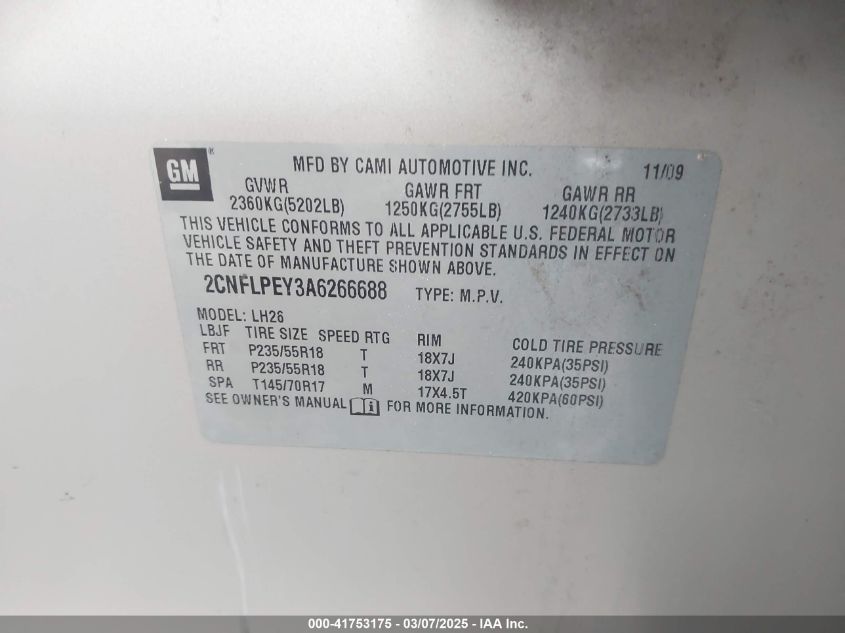 GM ®
MFD BY CAMI AUTOMOTIVE INC. 11/09
GVWR GAWR FRT GAWR RR
2360KG(5202LB) 1250KG(2755LB) 1240KG(2733LB)
THIS VEHICLE CONFORMS TO ALL APPLICABLE U.S. FEDERAL MOTOR
VEHICLE SAFETY AND THEFT PREVENTION STANDARDS IN EFFECT ON
THE DATE OF MANUFACTURE SHOWN ABOVE.
2CNFLPEY3A6266688 TYPE: M.P.V.
MODEL: LH26
LBJF TIRE SIZE SPEED RTG RIM COLD TIRE PRESSURE
FRT P235/55R18 T 18X7J 240KPA(35PSI)
RR P235/55R18 T 18X7J 240KPA(35PSI)
SPA T145/70R17 M 17X4.5T 420KPA(60PSI)
SEE OWNER'S MANUAL i FOR MORE INFORMATION.
000-41753175 - 03/07/2025 - IAA Inc.